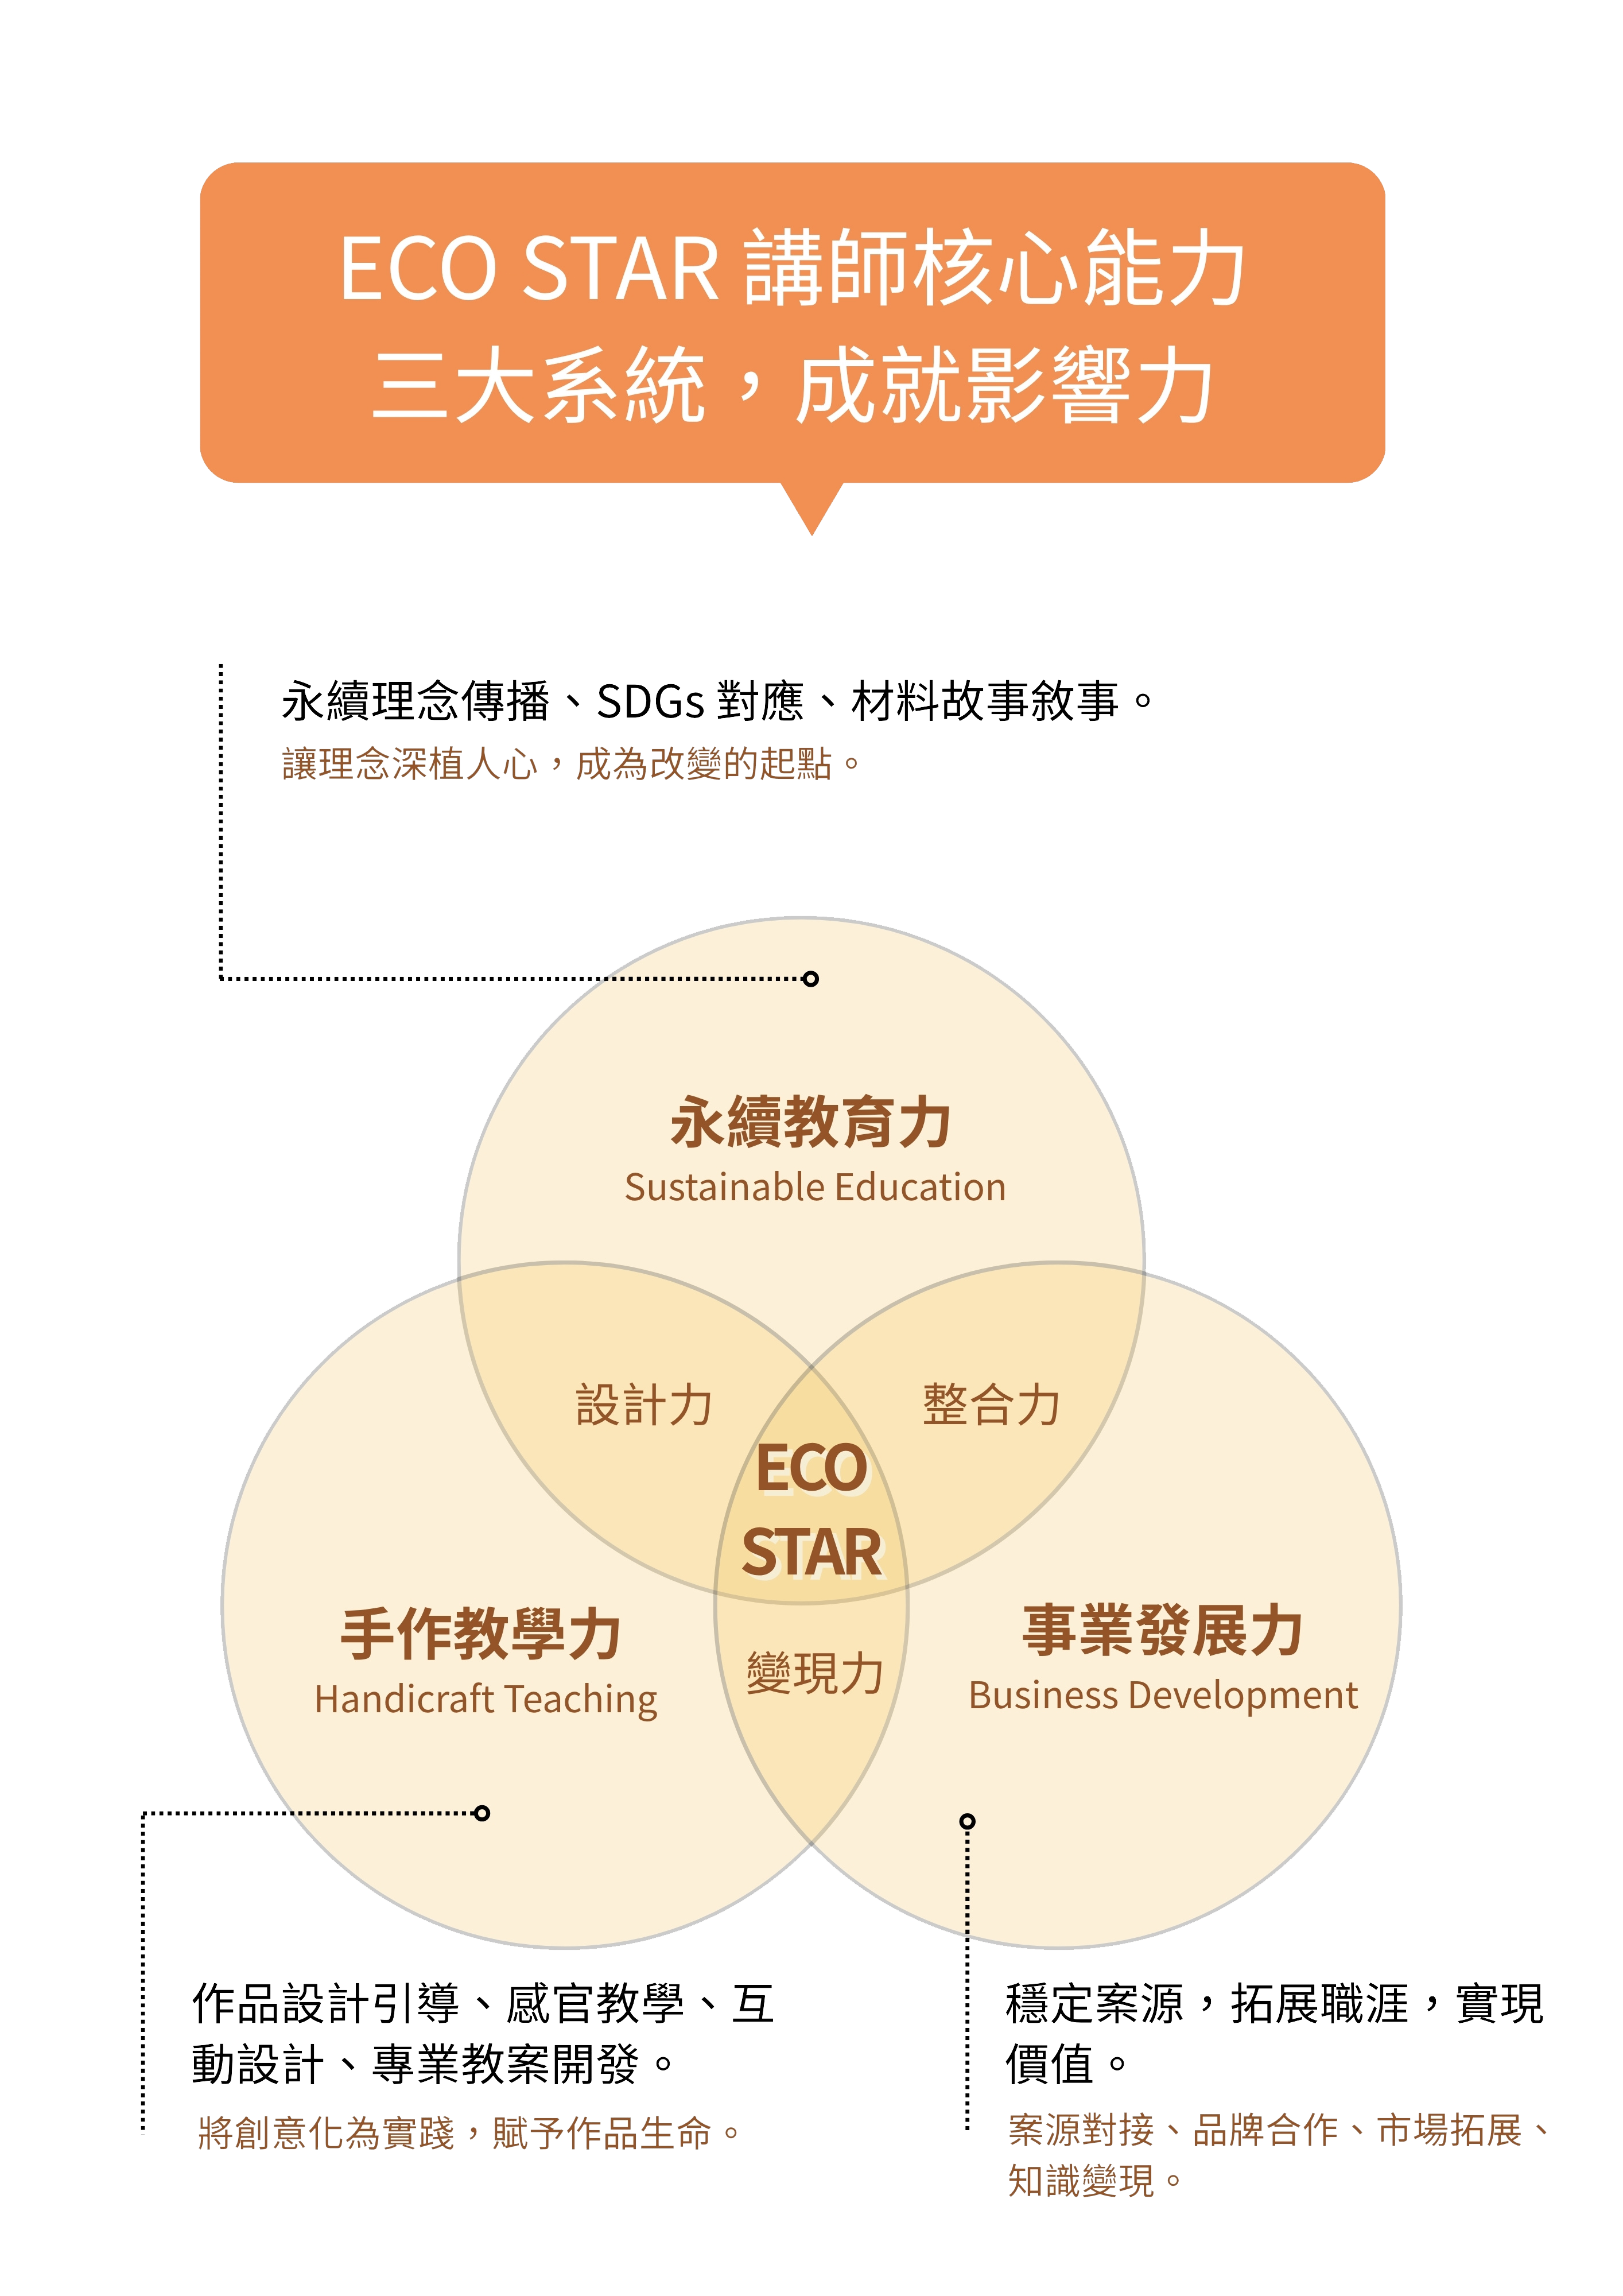 ECO STAR 講師核心能力
三大系統，成就影響力
永續理念傳播、SDGs 對應、材料故事敘事。
讓理念深植人心，成為改變的起點。
永續教育力
Sustainable Education
設計力
整合力
ECO
STAR
手作教學力
Handicraft Teaching
變現力
事業發展力
Business Development
作品設計引導、感官教學、互
動設計、專業教案開發。
將創意化為實踐，賦予作品生命。
穩定案源，拓展職涯，實現
價值。
案源對接、品牌合作、市場拓展、
知識變現。